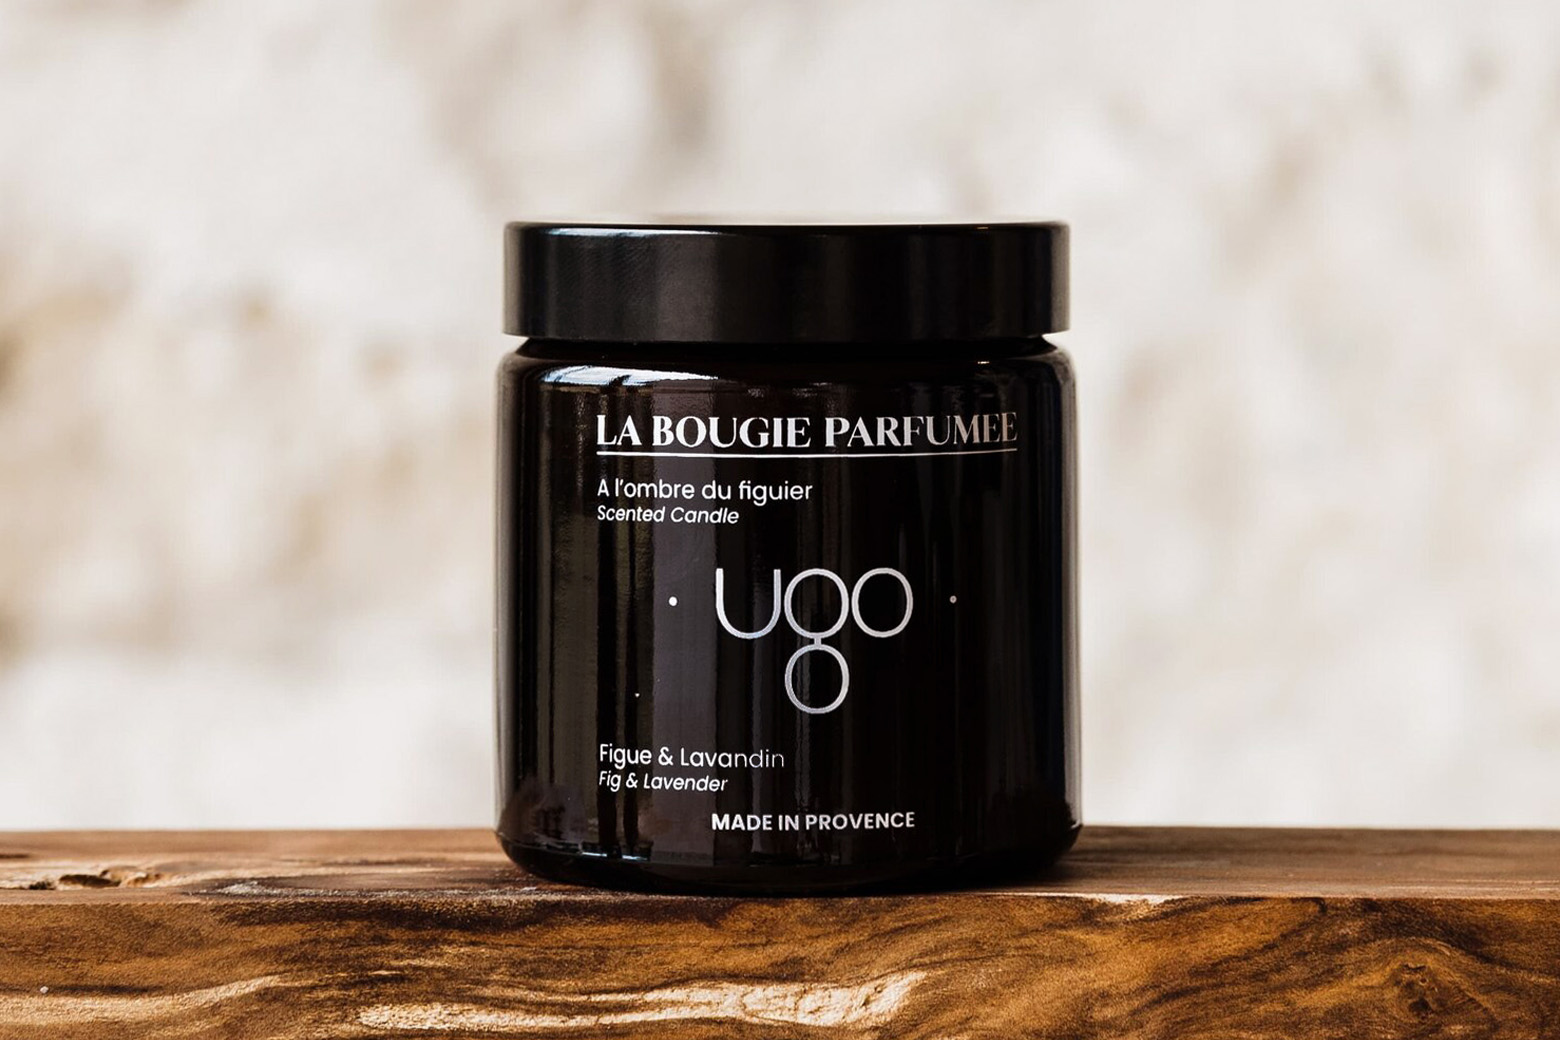 LA BOUGIE PARFUMEE
A l'ombre du figuier
Scented Candle
· ugo ·
Figue & Lavandin
Fig & Lavender
MADE IN PROVENCE